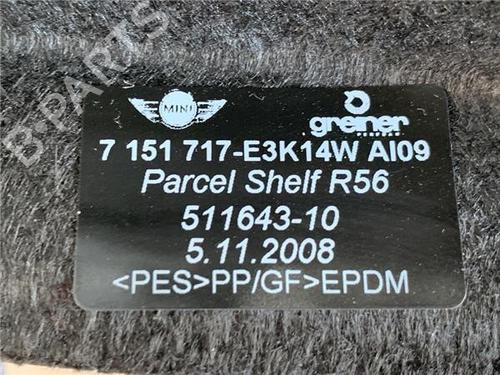 MINI
greiner
7 151 717-E3K14W AI09
Parcel Shelf R56
511643-10
5.11.2008
<PES>PP/GF>EPDM
B-PARTS